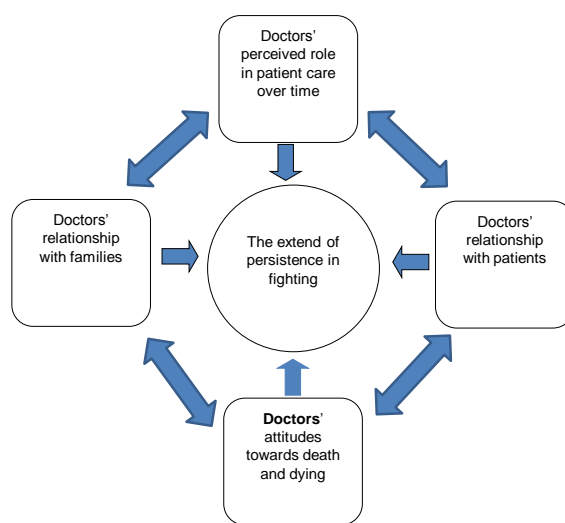 Doctors'
perceived role
in patient care
over time
Doctors'
relationship
with families
The extend of
persistence in
fighting
Doctors'
relationship
with patients
Doctors'
attitudes
towards death
and dying